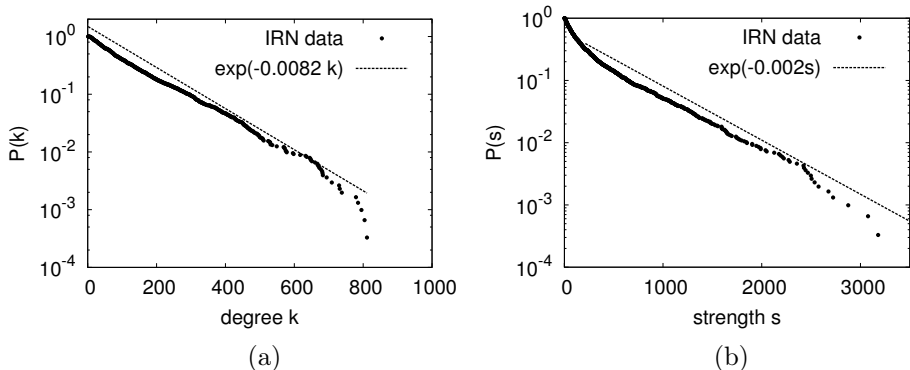 10^0
10^-1
10^-2
10^-3
10^-4
P(k)
IRN data
exp(-0.0082 k)
0 200 400 600 800 1000
degree k
(a)
10^0
10^-1
10^-2
10^-3
10^-4
P(s)
IRN data
exp(-0.002s)
0 1000 2000 3000
strength s
(b)